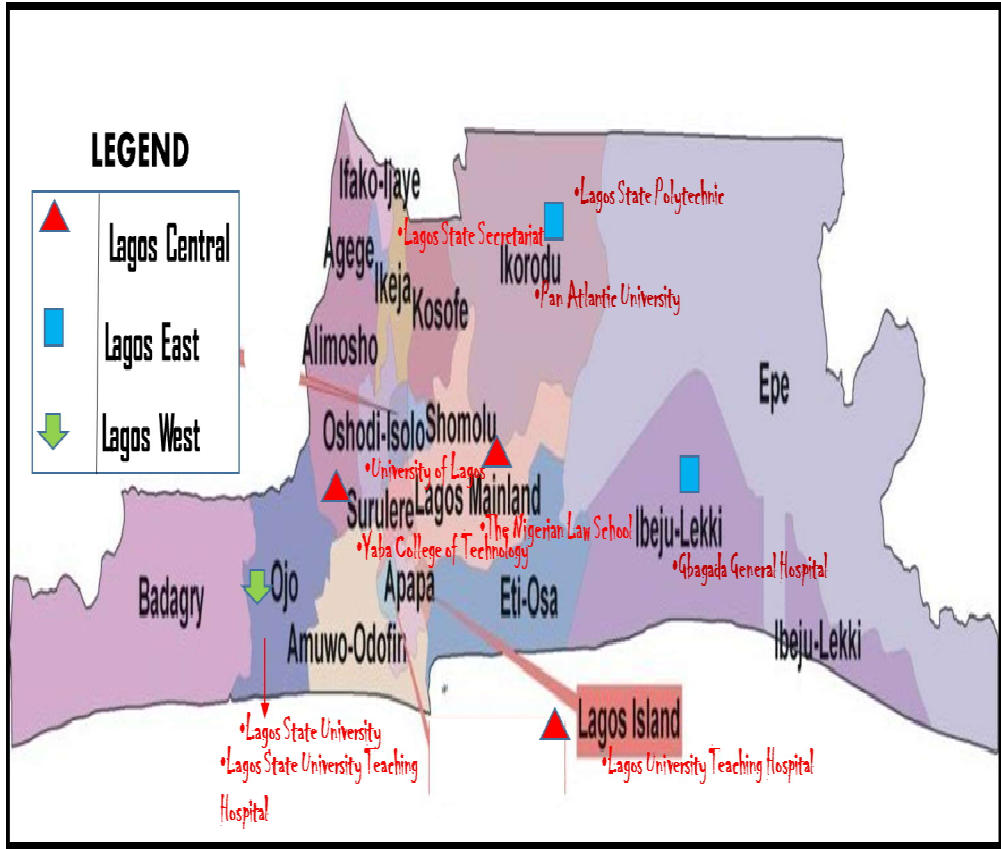 LEGEND
Lagos Central
Lagos East
Lagos West
Ifako-Ijaye
•Lagos State Polytechnic
•Lagos State Secretariat
Agege
Ikorodu
Ikeja
•Pan Atlantic University
Kosofe
Alimosho
Epe
Oshodi-Isolo
Shomolu
•University of Lagos
Lagos Mainland
Surulere
•The Nigerian Law School
Ibeju-Lekki
•Yaba College of Technology
•Gbagada General Hospital
Apapa
Ojo
Badagry
Eti-Osa
Amuwo-Odofin
Ibeju-Lekki
Lagos Island
•Lagos State University
•Lagos State University Teaching
Hospital
•Lagos University Teaching Hospital